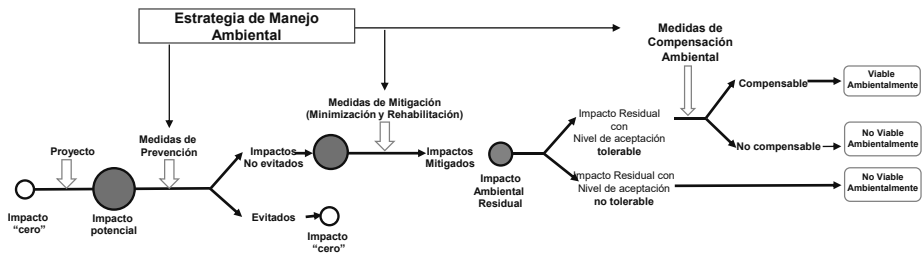 Estrategia de Manejo
Ambiental
Medidas de
Compensación
Ambiental
Medidas de Mitigación
(Minimización y Rehabilitación)
Proyecto
Medidas de
Prevención
Impacto
"cero"
Impacto
potencial
Impactos
No evitados
Evitados
Impacto
"cero"
Impactos
Mitigados
Impacto
Ambiental
Residual
Impacto Residual
con
Nivel de aceptación
tolerable
Impacto Residual con
Nivel de aceptación
no tolerable
Compensable
No compensable
Viable
Ambientalmente
No Viable
Ambientalmente
No Viable
Ambientalmente